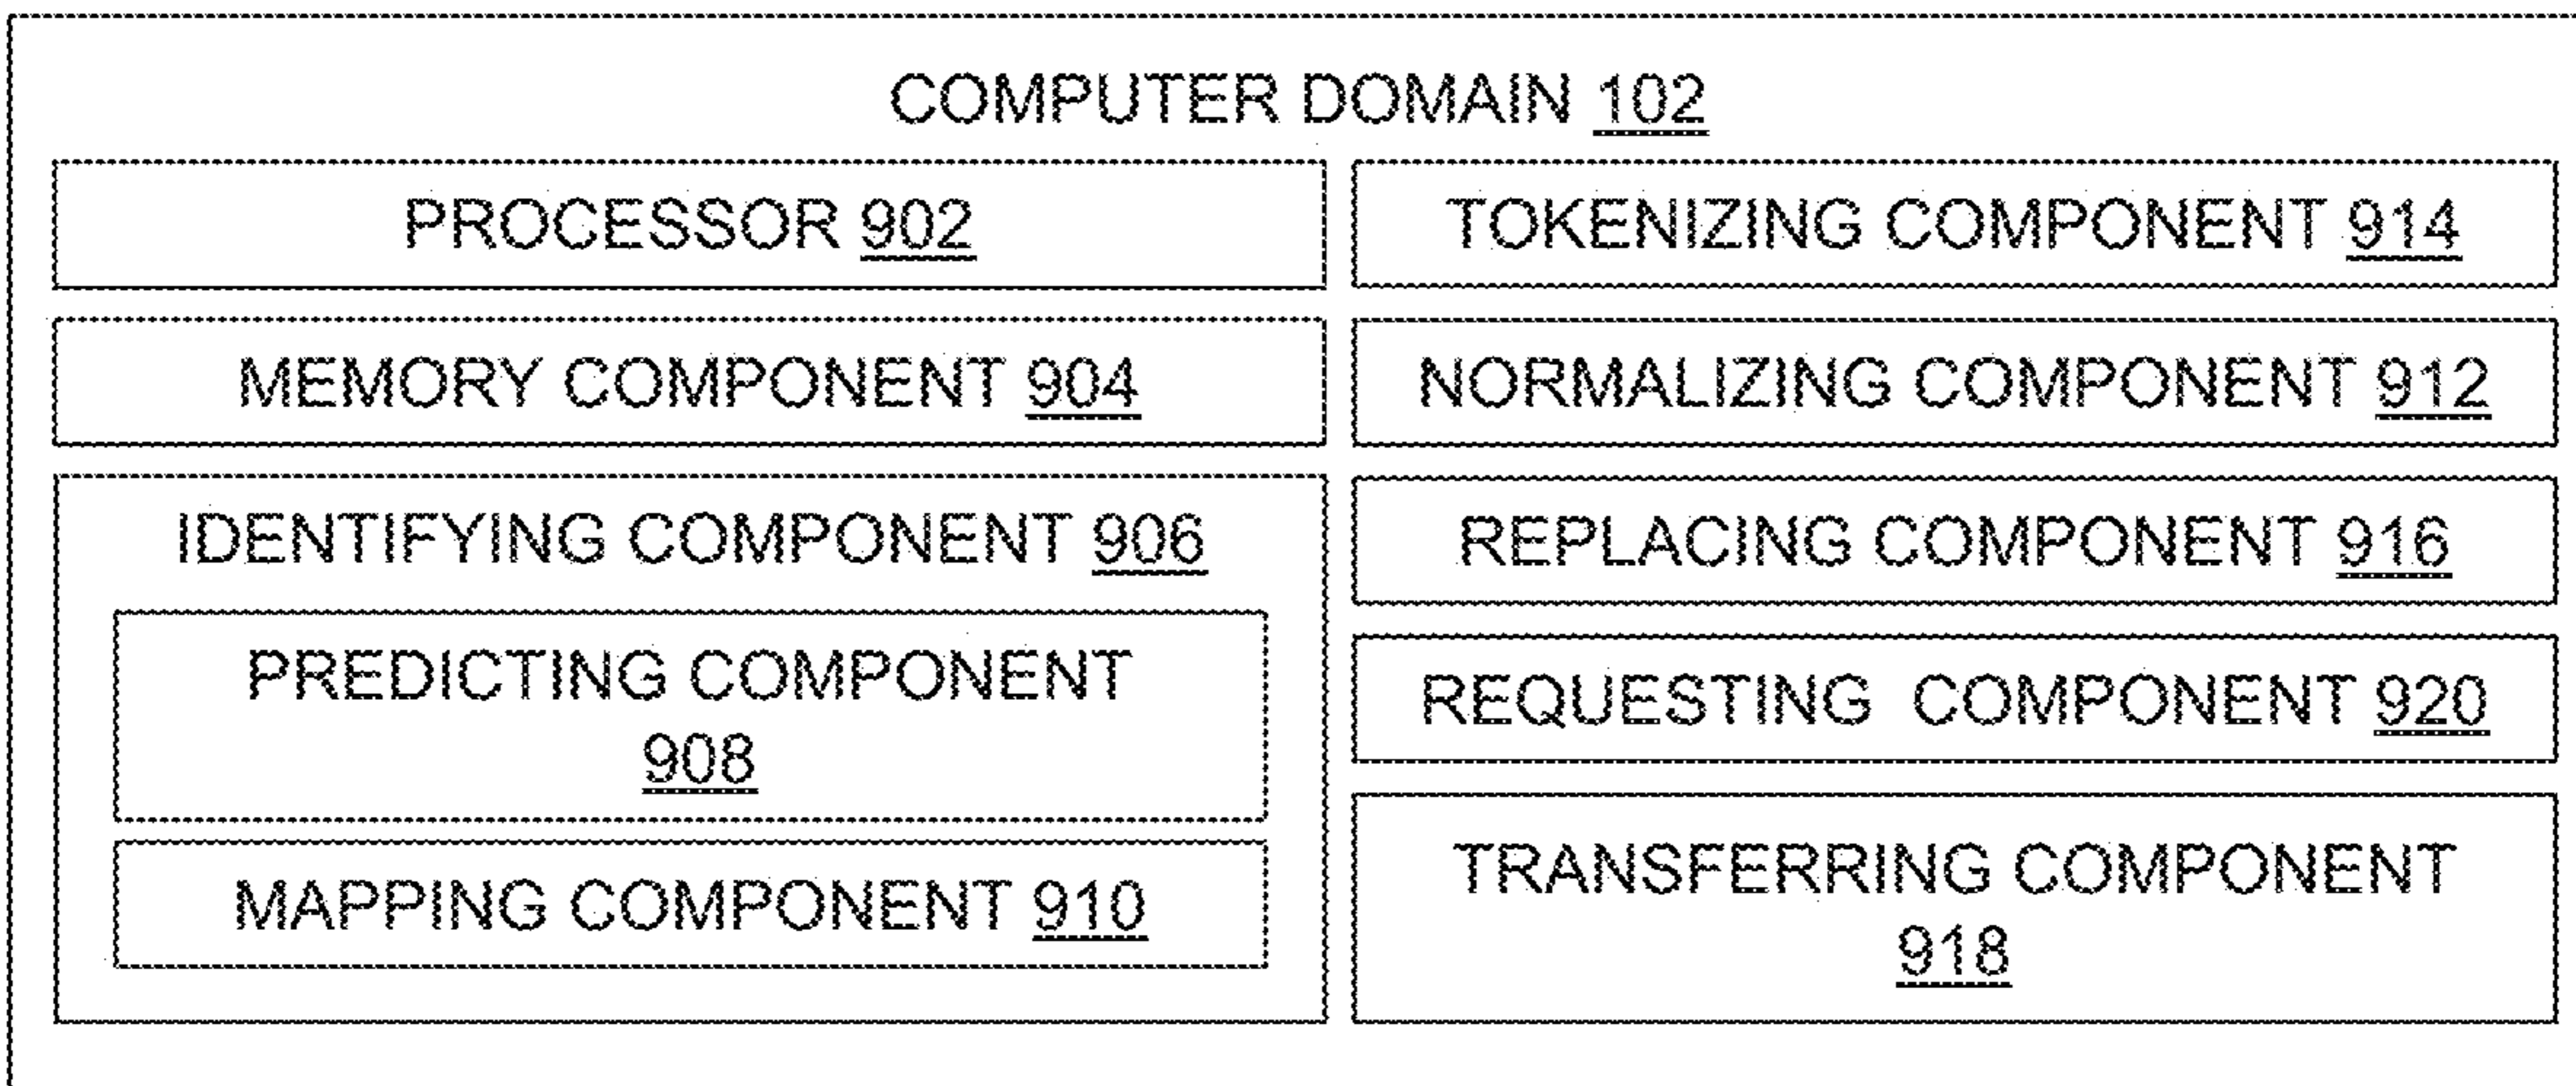 COMPUTER DOMAIN 102
PROCESSOR 902
MEMORY COMPONENT 904
IDENTIFYING COMPONENT 906
PREDICTING COMPONENT
908
MAPPING COMPONENT 910
TOKENIZING COMPONENT 914
NORMALIZING COMPONENT 912
REPLACING COMPONENT 916
REQUESTING COMPONENT 920
TRANSFERRING COMPONENT
918